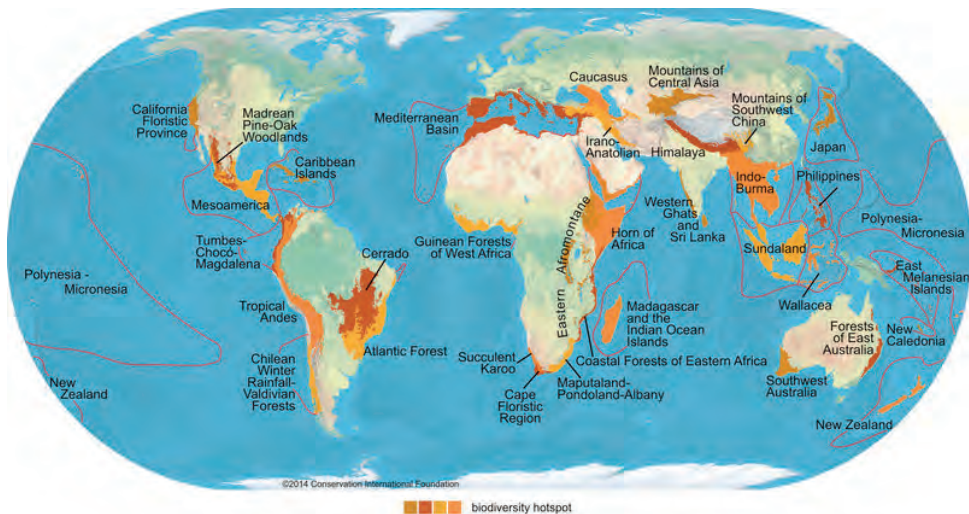 California
Floristic
Province
Madrean
Pine-Oak
Woodlands
Caribbean
Islands
Mesoamerica
Tumbes-
Chocó-
Magdalena
Cerrado
Polynesia -
Micronesia
Tropical
Andes
Atlantic Forest
Chilean
Winter
Rainfall-
Valdivian
Forests
New
Zealand
Mediterranean
Basin
Caucasus
Mountains of
Central Asia
Mountains of
Southwest
China
Irano-
Anatolian
Himalaya
Japan
Indo-
Burma
Philippines
Western
Ghats
and
Sri Lanka
Guinean Forests
of West Africa
Eastern Afromontane
Horn of
Africa
Sundaland
Polynesia-
Micronesia
Wallacea
East
Melanesian
Islands
Madagascar
and the
Indian Ocean
Islands
Coastal Forests of Eastern Africa
Succulent
Karoo
Cape
Floristic
Region
Maputaland-
Pondoland-Albany
Forests
of East
Australia
New
Caledonia
Southwest
Australia
New Zealand
©2014 Conservation International Foundation
biodiversity hotspot